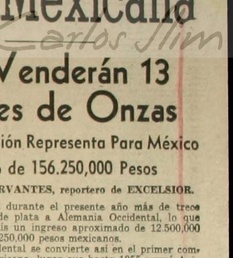 Mexicana
Carlos Slim
Venderán 13
es de Onzas
ión Representa Para México
o de 156.250,000 Pesos
RVANTES, reportero de EXCELSIOR.
durante el presente año más de trece
de plata a Alemania Occidental, lo que
is un ingreso aproximado de 12.500,000
250,000 pesos mexicanos.
dental se convierte así en el primer com-